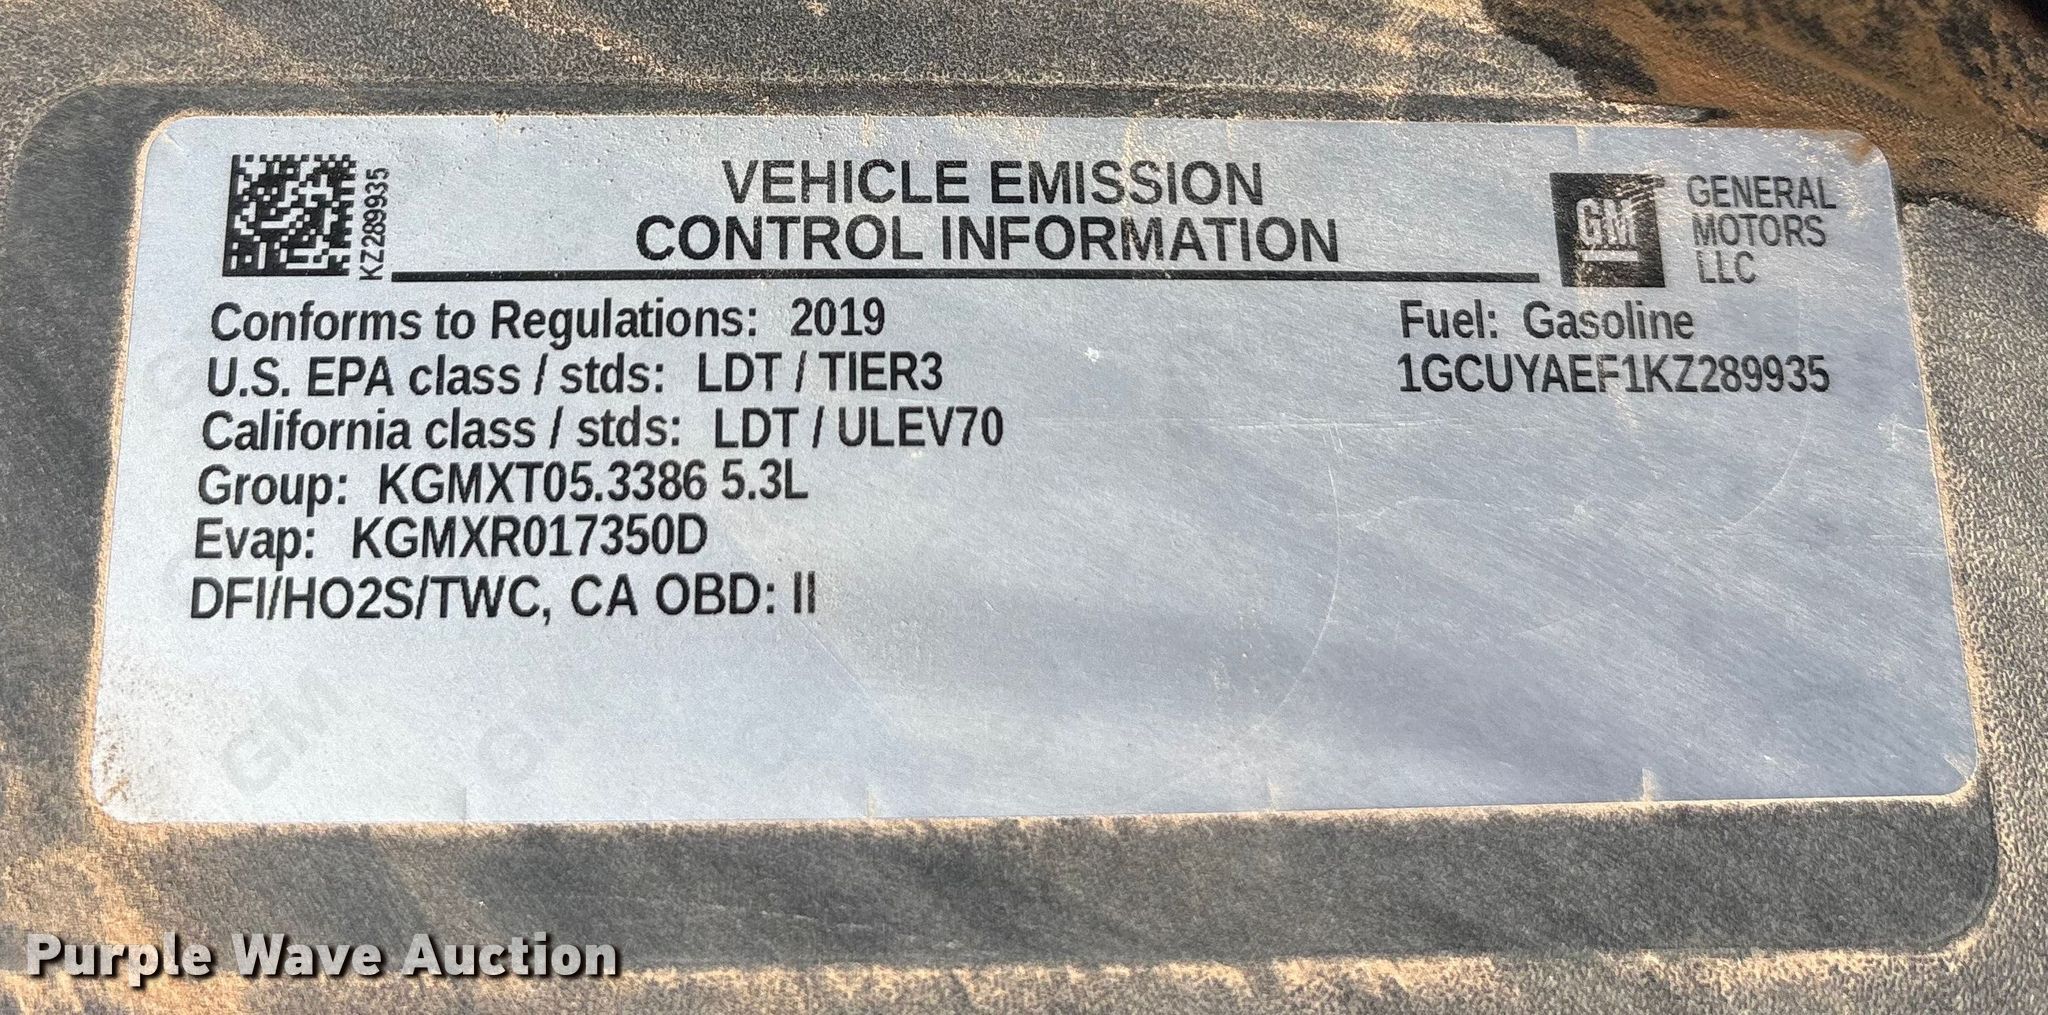 KZ289935
VEHICLE EMISSION
CONTROL INFORMATION
GM
GENERAL
MOTORS
LLC
Conforms to Regulations: 2019
U.S. EPA class / stds: LDT / TIER3
California class / stds: LDT / ULEV70
Group: KGMXT05.3386 5.3L
Evap: KGMXR017350D
DFI/HO2S/TWC, CA OBD: II
Fuel: Gasoline
1GCUYAEF1KZ289935
GM
GM
Purple Wave Auction